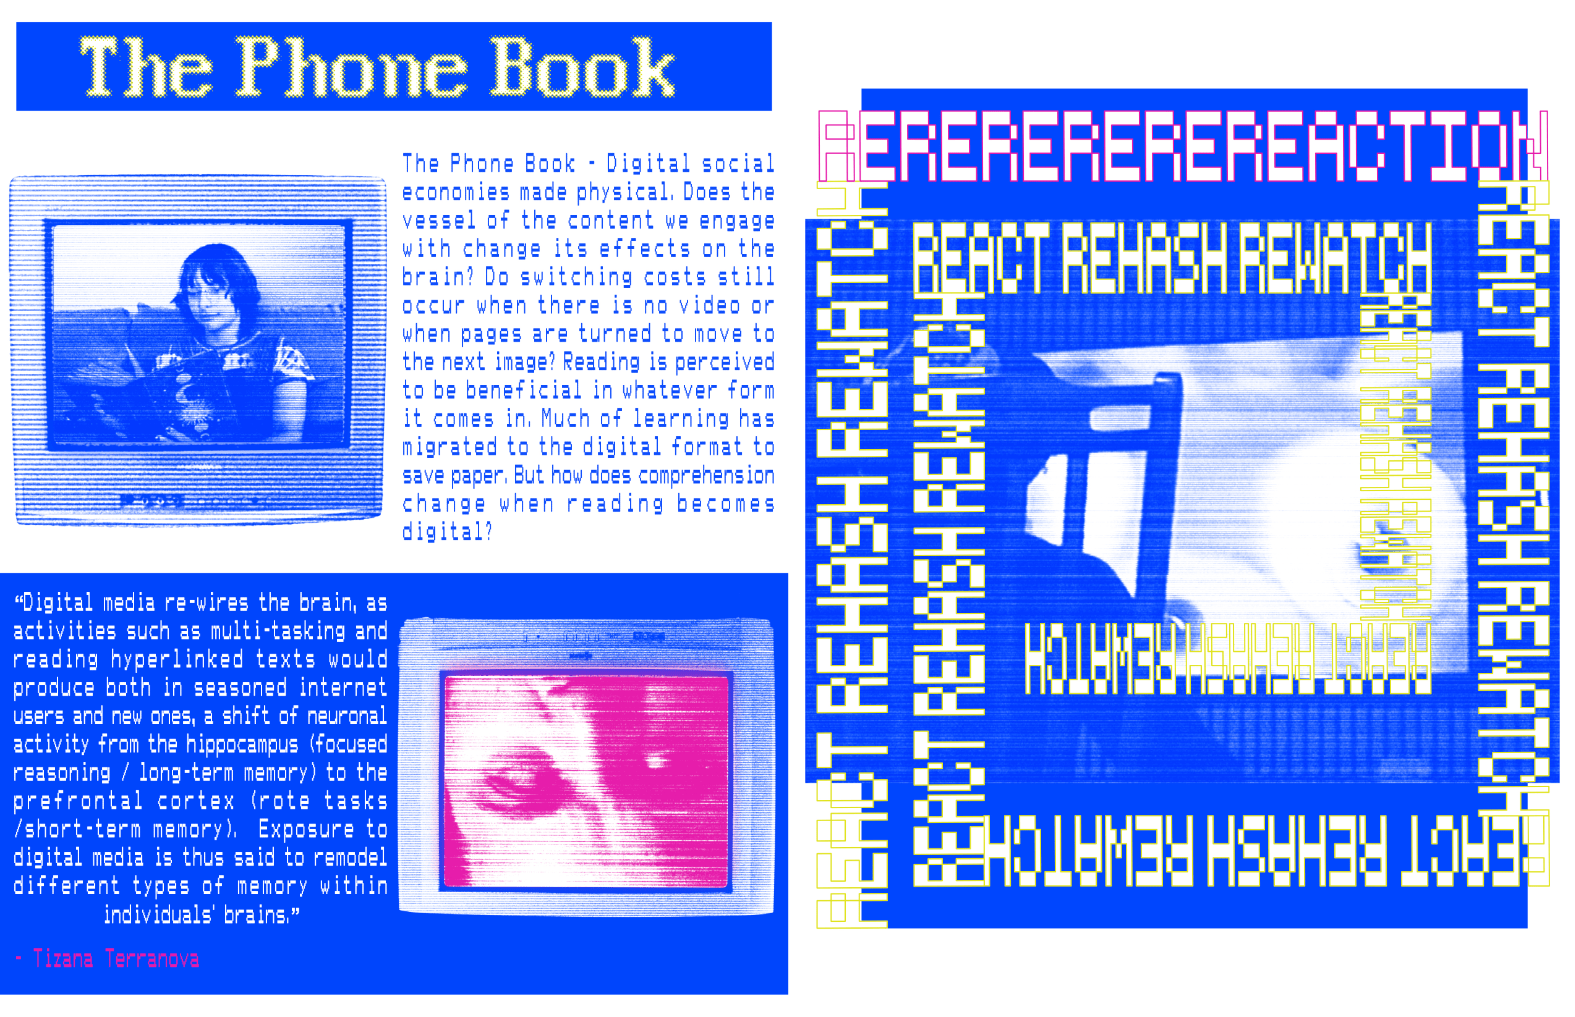 The Phone Book
The Phone Book - Digital social
economies made physical. Does the
vessel of the content we engage
with change its effects on the
brain? Do switching costs still
occur when there is no video or
when pages are turned to move to
the next image? Reading is perceived
to be beneficial in whatever form
it comes in. Much of learning has
migrated to the digital format to
save paper. But how does comprehension
change when reading becomes
digital?
“Digital media re-wires the brain, as
activities such as multi-tasking and
reading hyperlinked texts would
produce both in seasoned internet
users and new ones, a shift of neuronal
activity from the hippocampus (focused
reasoning / long-term memory) to the
prefrontal cortex (rote tasks
/short-term memory). Exposure to
digital media is thus said to remodel
different types of memory within
individuals' brains.”
- Tizana Terranova
REREREREREREREACTION
REACT REHASH REWATCH
REACT REHASH REWATCH
REACT REHASH REWATCH
REACT REHASH REWATCH
REACT REHASH REWATCH
REACT REHASH REWATCH
REACT REHASH REWATCH
REACT REHASH REWATCH